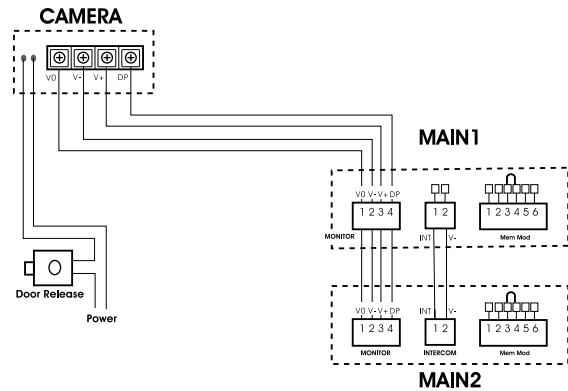 CAMERA
V0 V- V+ DP
MAIN1
V0 V- V+ DP
1 2 3 4
1 2
1 2 3 4 5 6
MONITOR
INT V-
Mem Mod
Door Release
Power
V0 V- V+ DP
INT V-
1 2 3 4
1 2
1 2 3 4 5 6
MONITOR
INTERCOM
Mem Mod
MAIN2